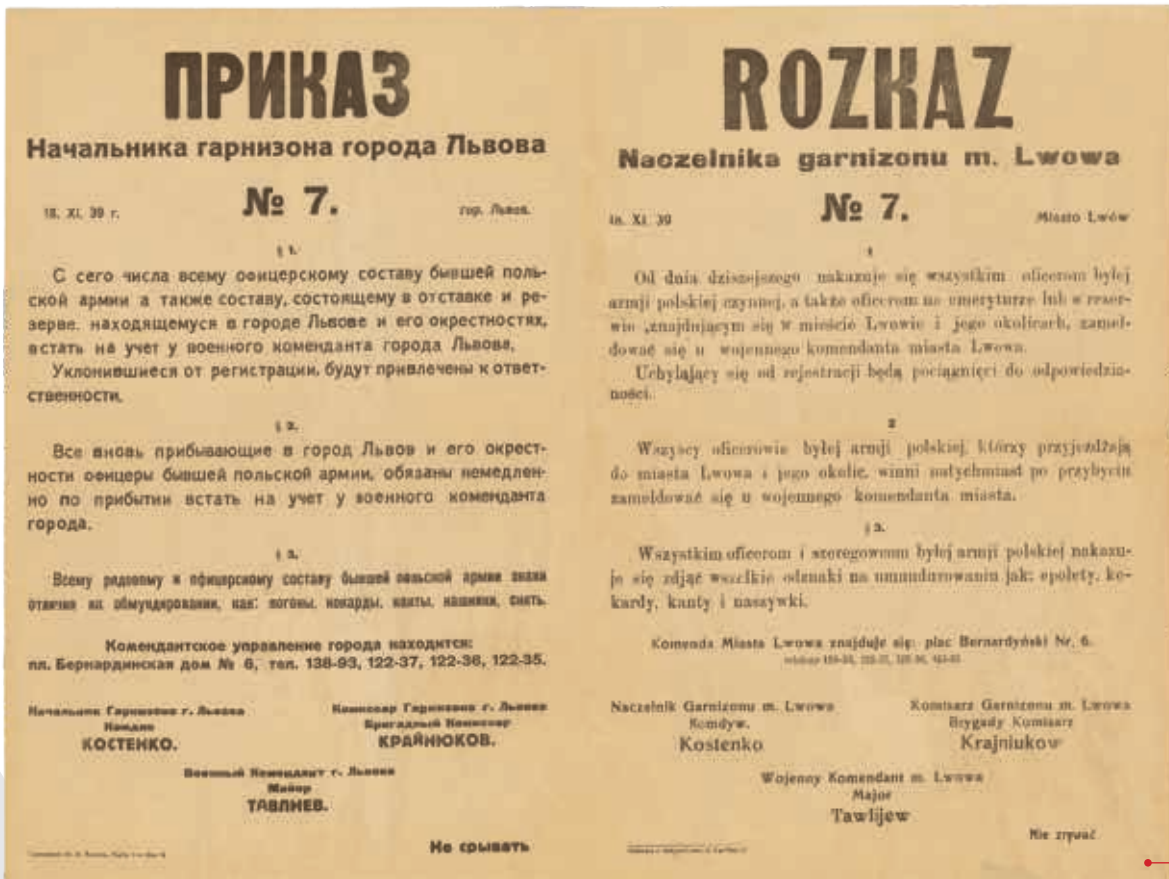 ПРИКАЗ
Начальника гарнизона города Львова
18. XI. 39 г.
№ 7.
гор. Львов.
§ 1.
С сего числа всему офицерскому составу бывшей поль-
ской армии а также составу, состоящему в отставке и ре-
зерве. находящемуся в городе Львове и его окрестностях,
встать на учет у военного коменданта города Львова.
Уклонившиеся от регистрации, будут привлечены к ответ-
ственности.
§ 2.
Все вновь прибывающие в город Львов и его окрест-
ности офицеры бывшей польской армии, обязаны немедлен-
но по прибытии встать на учет у военного коменданта
города.
§ 3.
Всему рядовому и офицерскому составу бывшей польской армии знаки
отличия на обмундировании, как: погоны, кокарды, канты, нашивки, снять.
Комендантское управление города находится:
пл. Бернардинская дом № 6, тел. 138-93, 122-37, 122-36, 122-35.
Начальник Гарнизона г. Львова
Комдив
КОСТЕНКО.
Комиссар Гарнизона г. Львова
Бригадный Комиссар
КРАЙНЮКОВ.
Военный Комендант г. Львова
Майор
ТАВЛИЕВ.
Не срывать
ROZKAZ
Naczelnika garnizonu m. Lwowa
18. XI. 39
№ 7.
Miasto Lwów
1
Od dnia dzisiejszego nakazuje się wszystkim oficerom byłej
armji polskiej czynnej, a także oficerom na emeryturze lub w rezer-
wie ,znajdującym się w mieście Lwowie i jego okolicach, zamel-
dować się u wojennego komendanta miasta Lwowa.
Uchylający się od rejestracji będą pociągnięci do odpowiedzial-
ności.
2
Wszyscy oficerowie byłej armji polskiej, którzy przyjeżdżają
do miasta Lwowa i jego okolic, winni natychmiast po przybyciu
zameldować się u wojennego komendanta miasta.
§ 3.
Wszystkim oficerom i szeregowym byłej armji polskiej nakazu-
je się zdjąć wszelkie odznaki na umundurowaniu jak: epolety, ko-
kardy, kanty i naszywki.
Komenda Miasta Lwowa znajduje się: plac Bernardyński Nr. 6.
Naczelnik Garnizonu m. Lwowa
Komdyw.
Kostenko
Komisarz Garnizonu m. Lwowa
Brygady Komisarz
Krajniukow
Wojenny Komendant m. Lwowa
Major
Tawlijew
Nie zrywać